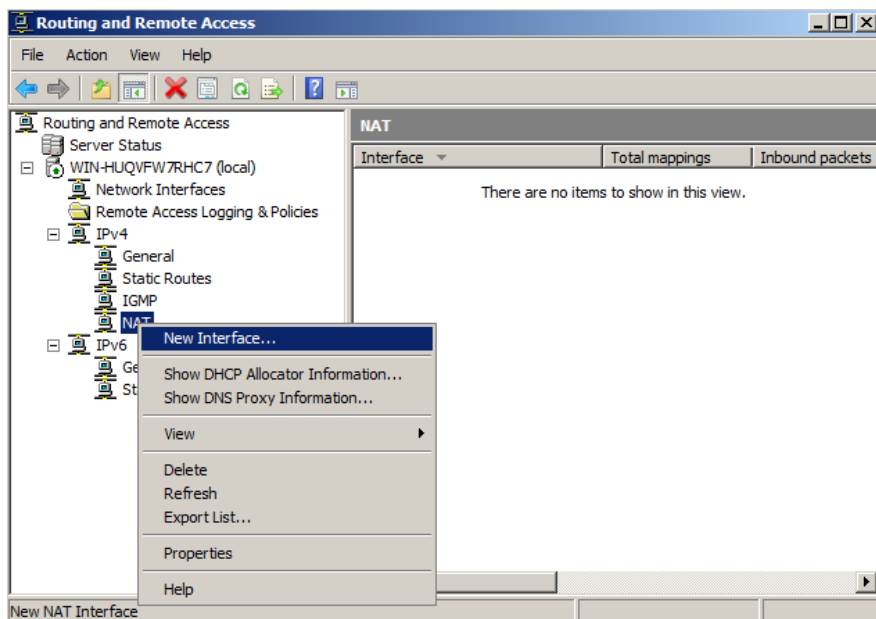 Routing and Remote Access
File Action View Help
Routing and Remote Access
Server Status
WIN-HUQVFW7RHC7 (local)
Network Interfaces
Remote Access Logging & Policies
IPv4
General
Static Routes
IGMP
NAT
IPv6
Ge
St
NAT
Interface Total mappings Inbound packets
There are no items to show in this view.
New Interface...
Show DHCP Allocator Information...
Show DNS Proxy Information...
View
Delete
Refresh
Export List...
Properties
Help
New NAT Interface